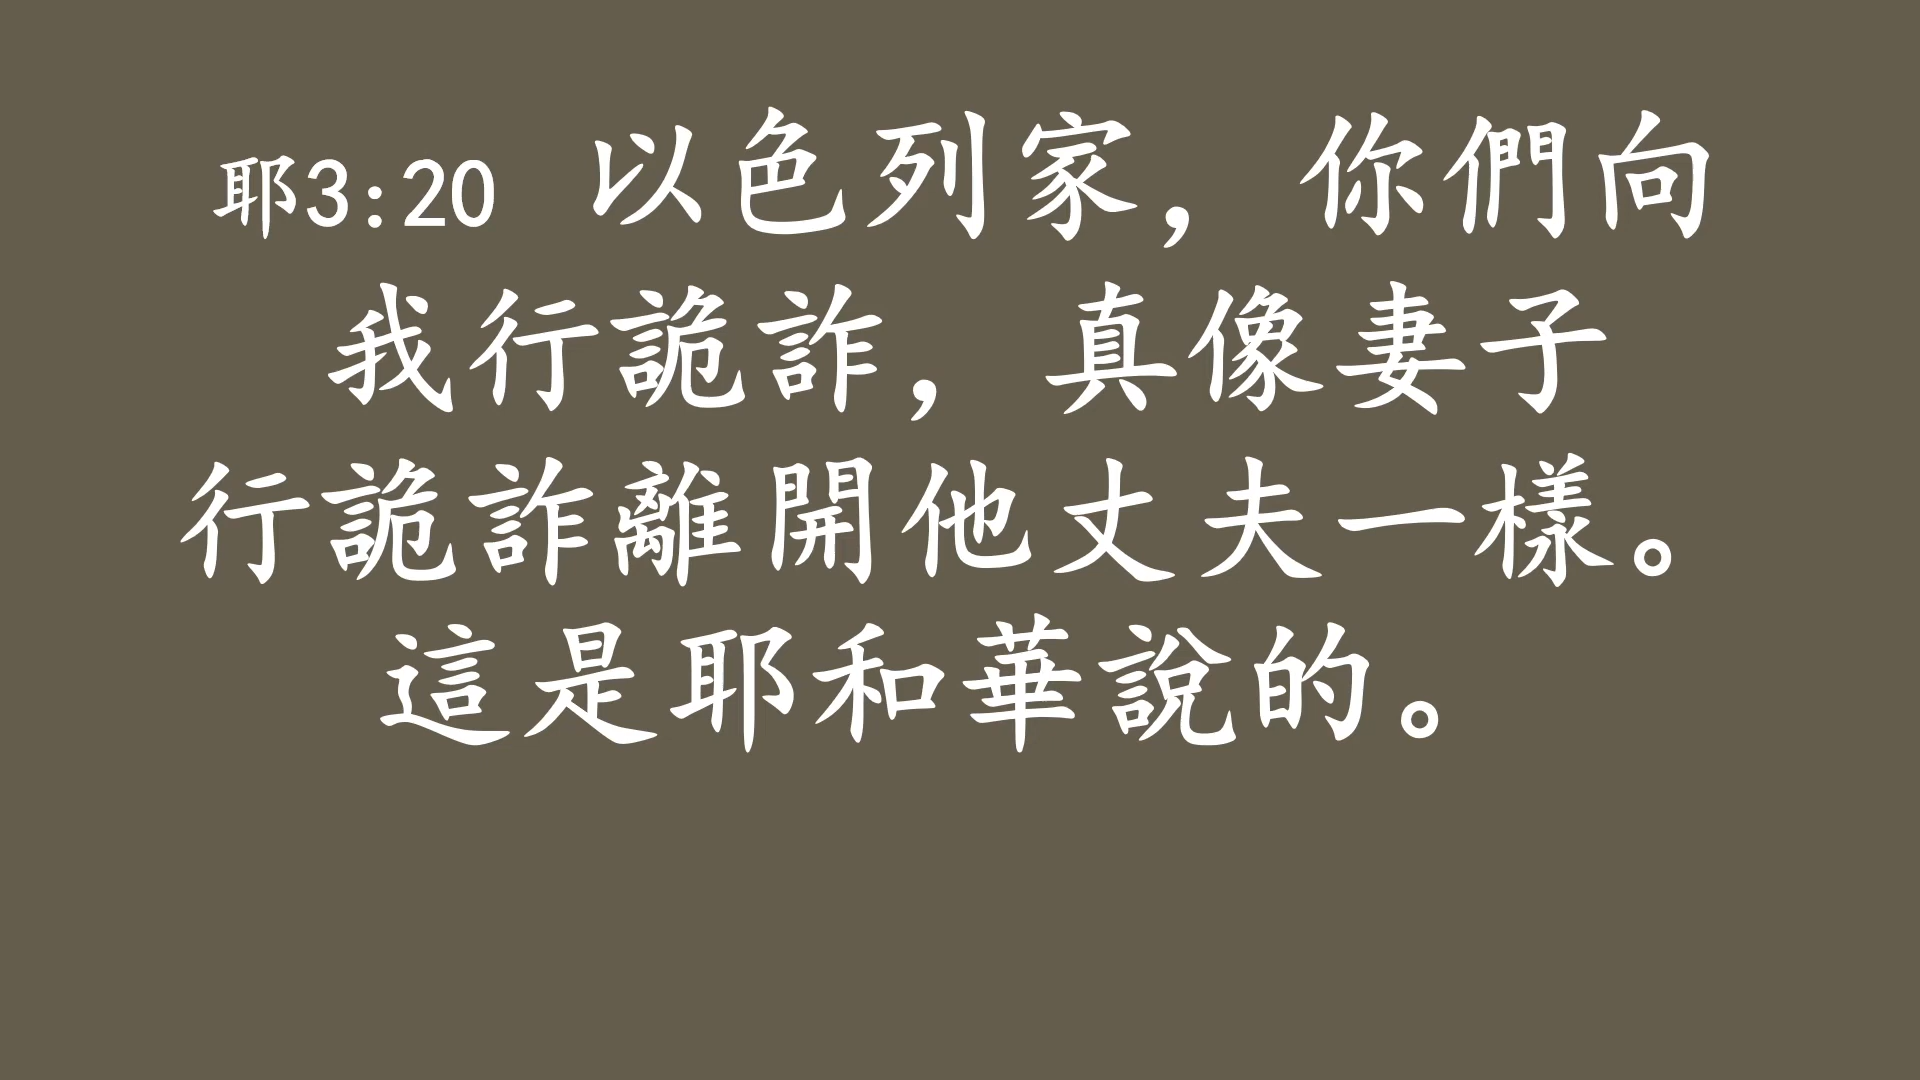 耶3:20 以色列家，你們向
我行詭詐，真像妻子
行詭詐離開他丈夫一樣。
這是耶和華說的。